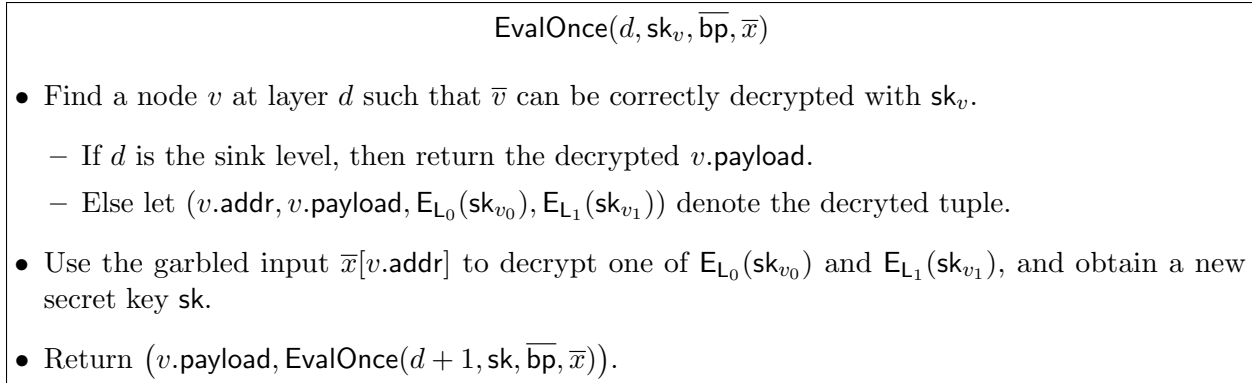 EvalOnce(d, sk_v, \overline{bp}, \overline{x})
• Find a node v at layer d such that \overline{v} can be correctly decrypted with sk_v.
– If d is the sink level, then return the decrypted v.payload.
– Else let (v.addr, v.payload, E_{L_0}(sk_{v_0}), E_{L_1}(sk_{v_1})) denote the decryted tuple.
• Use the garbled input \overline{x}[v.addr] to decrypt one of E_{L_0}(sk_{v_0}) and E_{L_1}(sk_{v_1}), and obtain a new
secret key sk.
• Return (v.payload, EvalOnce(d + 1, sk, \overline{bp}, \overline{x})).